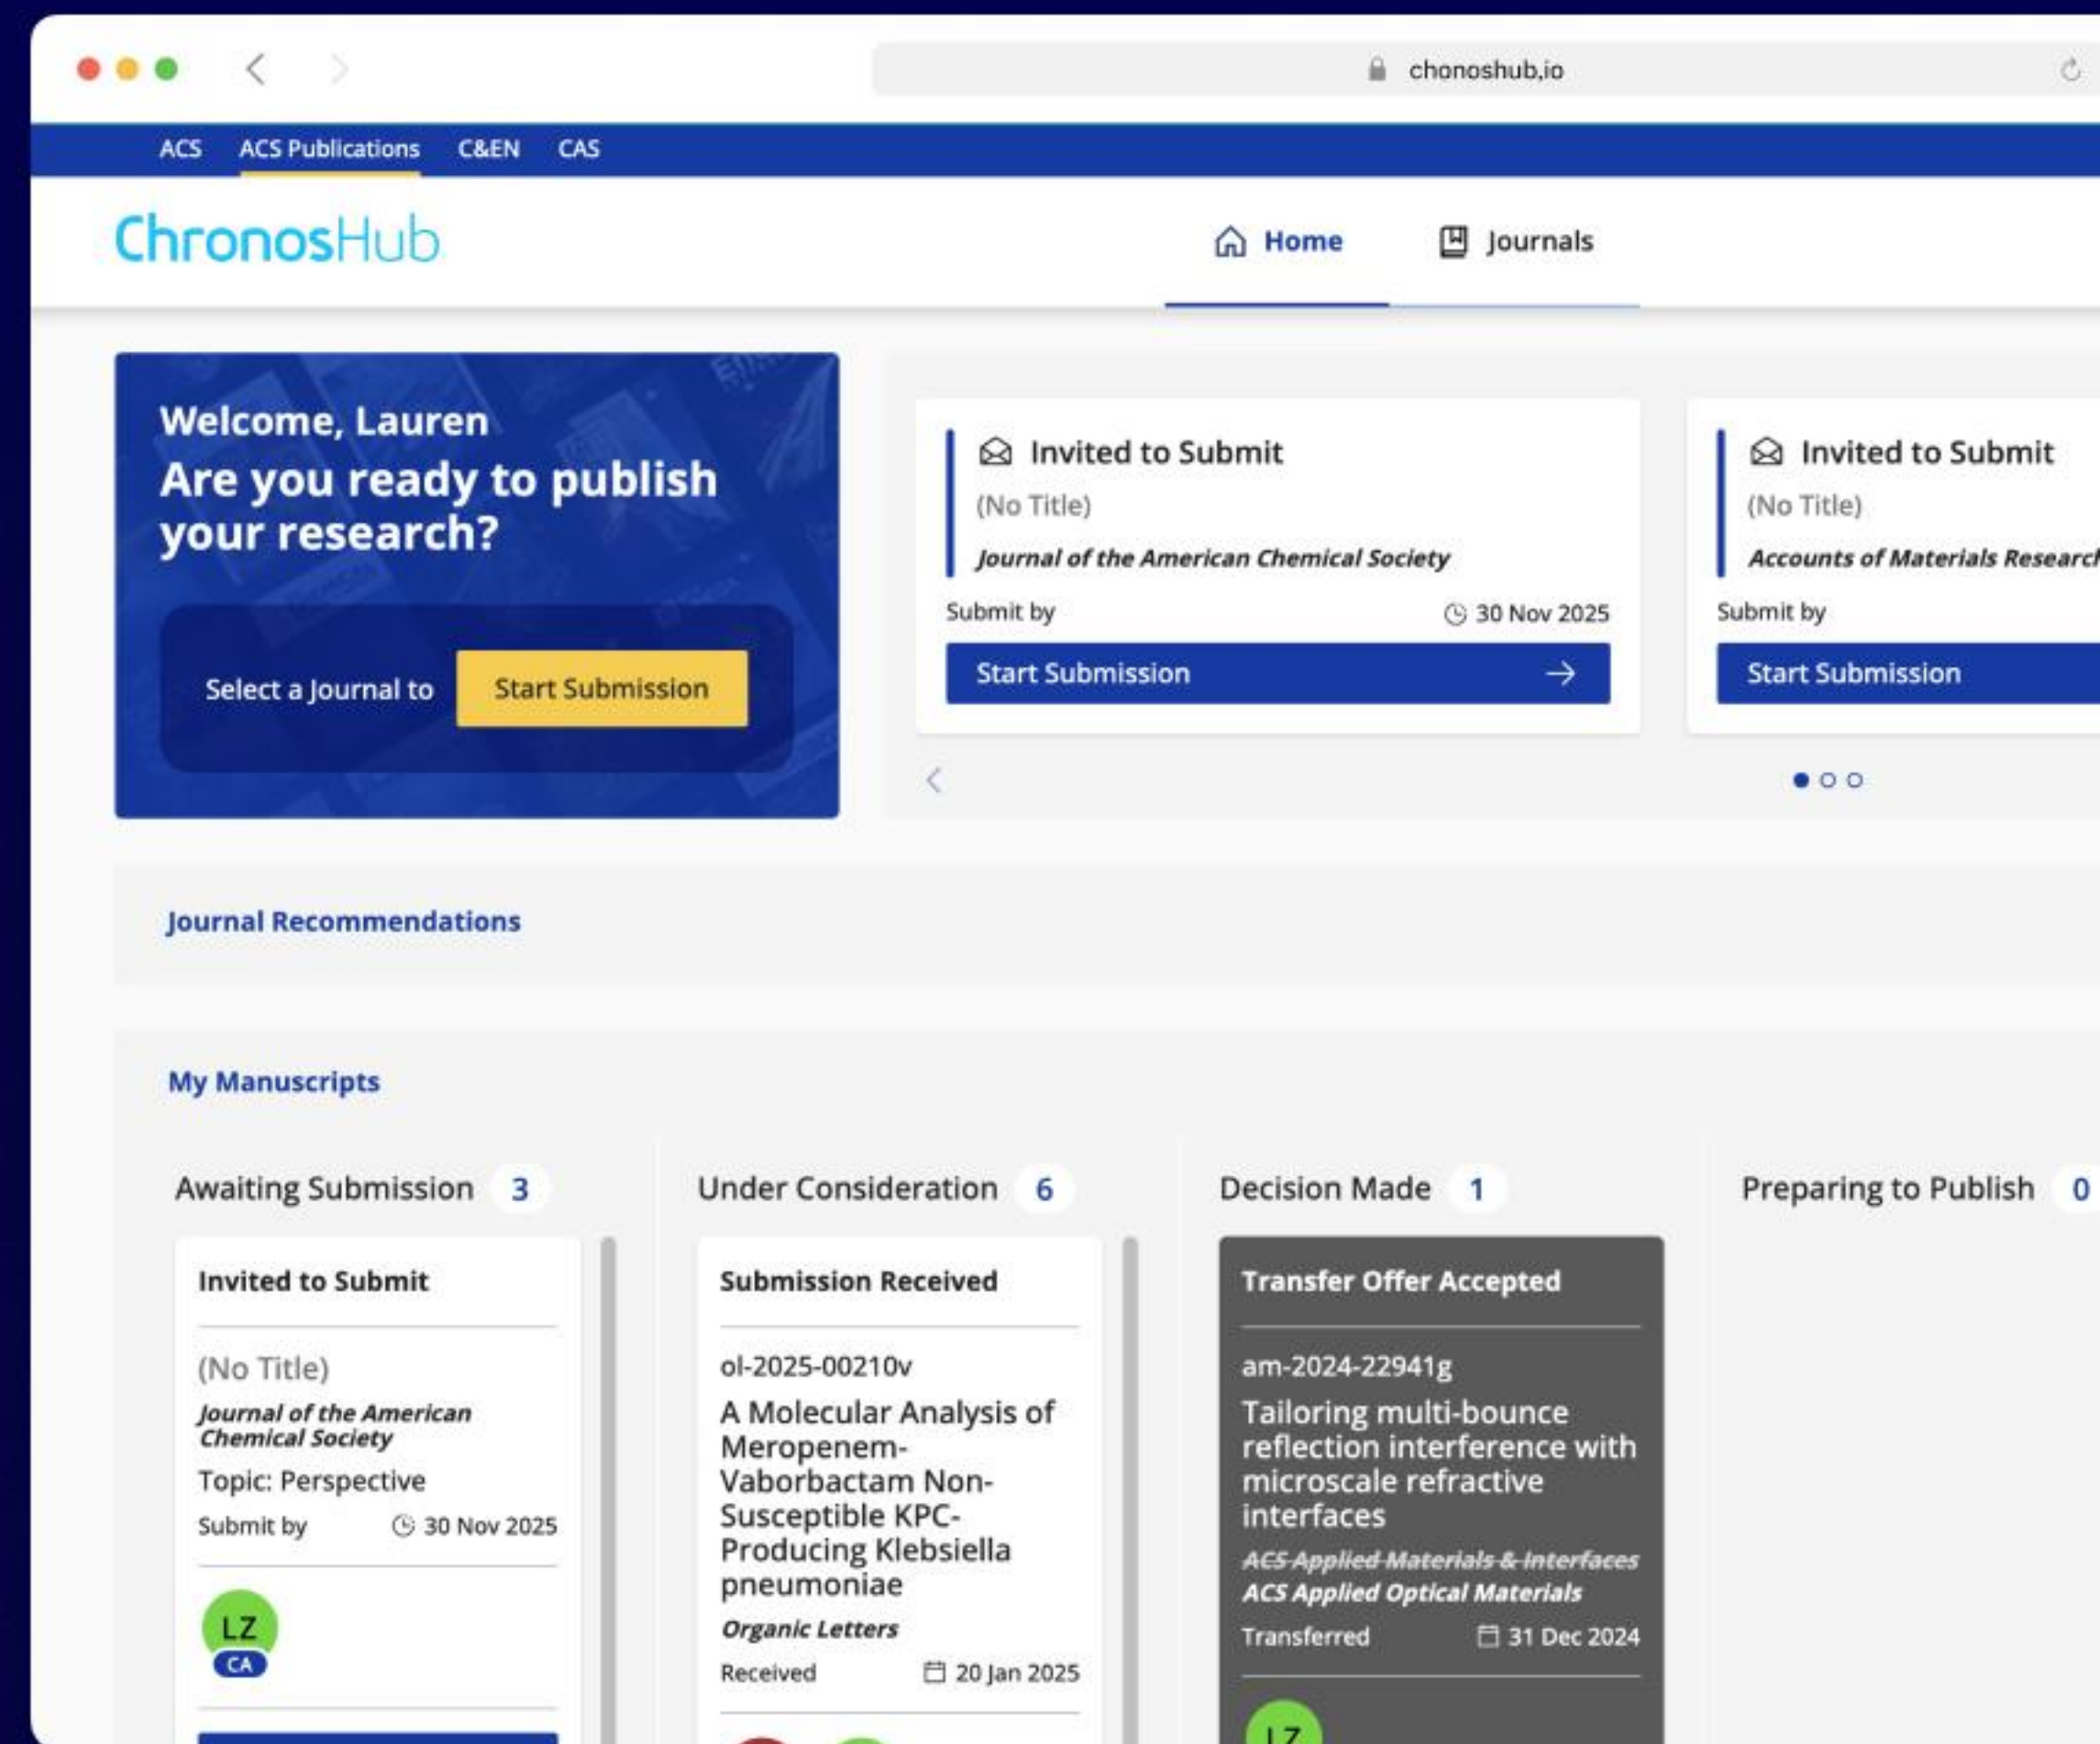 chonoshub,io
ACS ACS Publications C&EN CAS
ChronosHub
Home Journals
Welcome, Lauren
Are you ready to publish
your research?
Select a Journal to Start Submission
Invited to Submit
(No Title)
Journal of the American Chemical Society
Submit by 30 Nov 2025
Start Submission
Invited to Submit
(No Title)
Accounts of Materials Research
Submit by
Start Submission
Journal Recommendations
My Manuscripts
Awaiting Submission 3
Invited to Submit
(No Title)
Journal of the American
Chemical Society
Topic: Perspective
Submit by 30 Nov 2025
LZ
CA
Under Consideration 6
Submission Received
ol-2025-00210v
A Molecular Analysis of
Meropenem-
Vaborbactam Non-
Susceptible KPC-
Producing Klebsiella
pneumoniae
Organic Letters
Received 20 Jan 2025
Decision Made 1
Transfer Offer Accepted
am-2024-22941g
Tailoring multi-bounce
reflection interference with
microscale refractive
interfaces
ACS Applied Materials & Interfaces
ACS Applied Optical Materials
Transferred 31 Dec 2024
LZ
Preparing to Publish 0